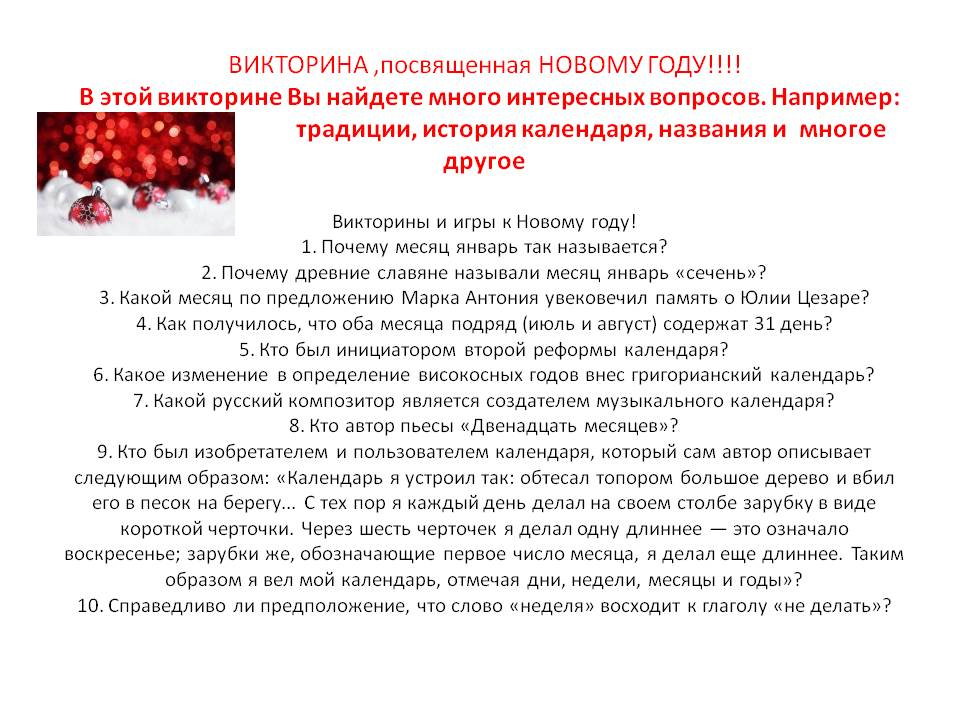 ВИКТОРИНА ,посвященная НОВОМУ ГОДУ!!!!
В этой викторине Вы найдете много интересных вопросов. Например:
традиции, история календаря, названия и многое
другое
Викторины и игры к Новому году!
1. Почему месяц январь так называется?
2. Почему древние славяне называли месяц январь «сечень»?
3. Какой месяц по предложению Марка Антония увековечил память о Юлии Цезаре?
4. Как получилось, что оба месяца подряд (июль и август) содержат 31 день?
5. Кто был инициатором второй реформы календаря?
6. Какое изменение в определение високосных годов внес григорианский календарь?
7. Какой русский композитор является создателем музыкального календаря?
8. Кто автор пьесы «Двенадцать месяцев»?
9. Кто был изобретателем и пользователем календаря, который сам автор описывает
следующим образом: «Календарь я устроил так: обтесал топором большое дерево и вбил
его в песок на берегу... С тех пор я каждый день делал на своем столбе зарубку в виде
короткой черточки. Через шесть черточек я делал одну длиннее — это означало
воскресенье; зарубки же, обозначающие первое число месяца, я делал еще длиннее. Таким
образом я вел мой календарь, отмечая дни, недели, месяцы и годы»?
10. Справедливо ли предположение, что слово «неделя» восходит к глаголу «не делать»?